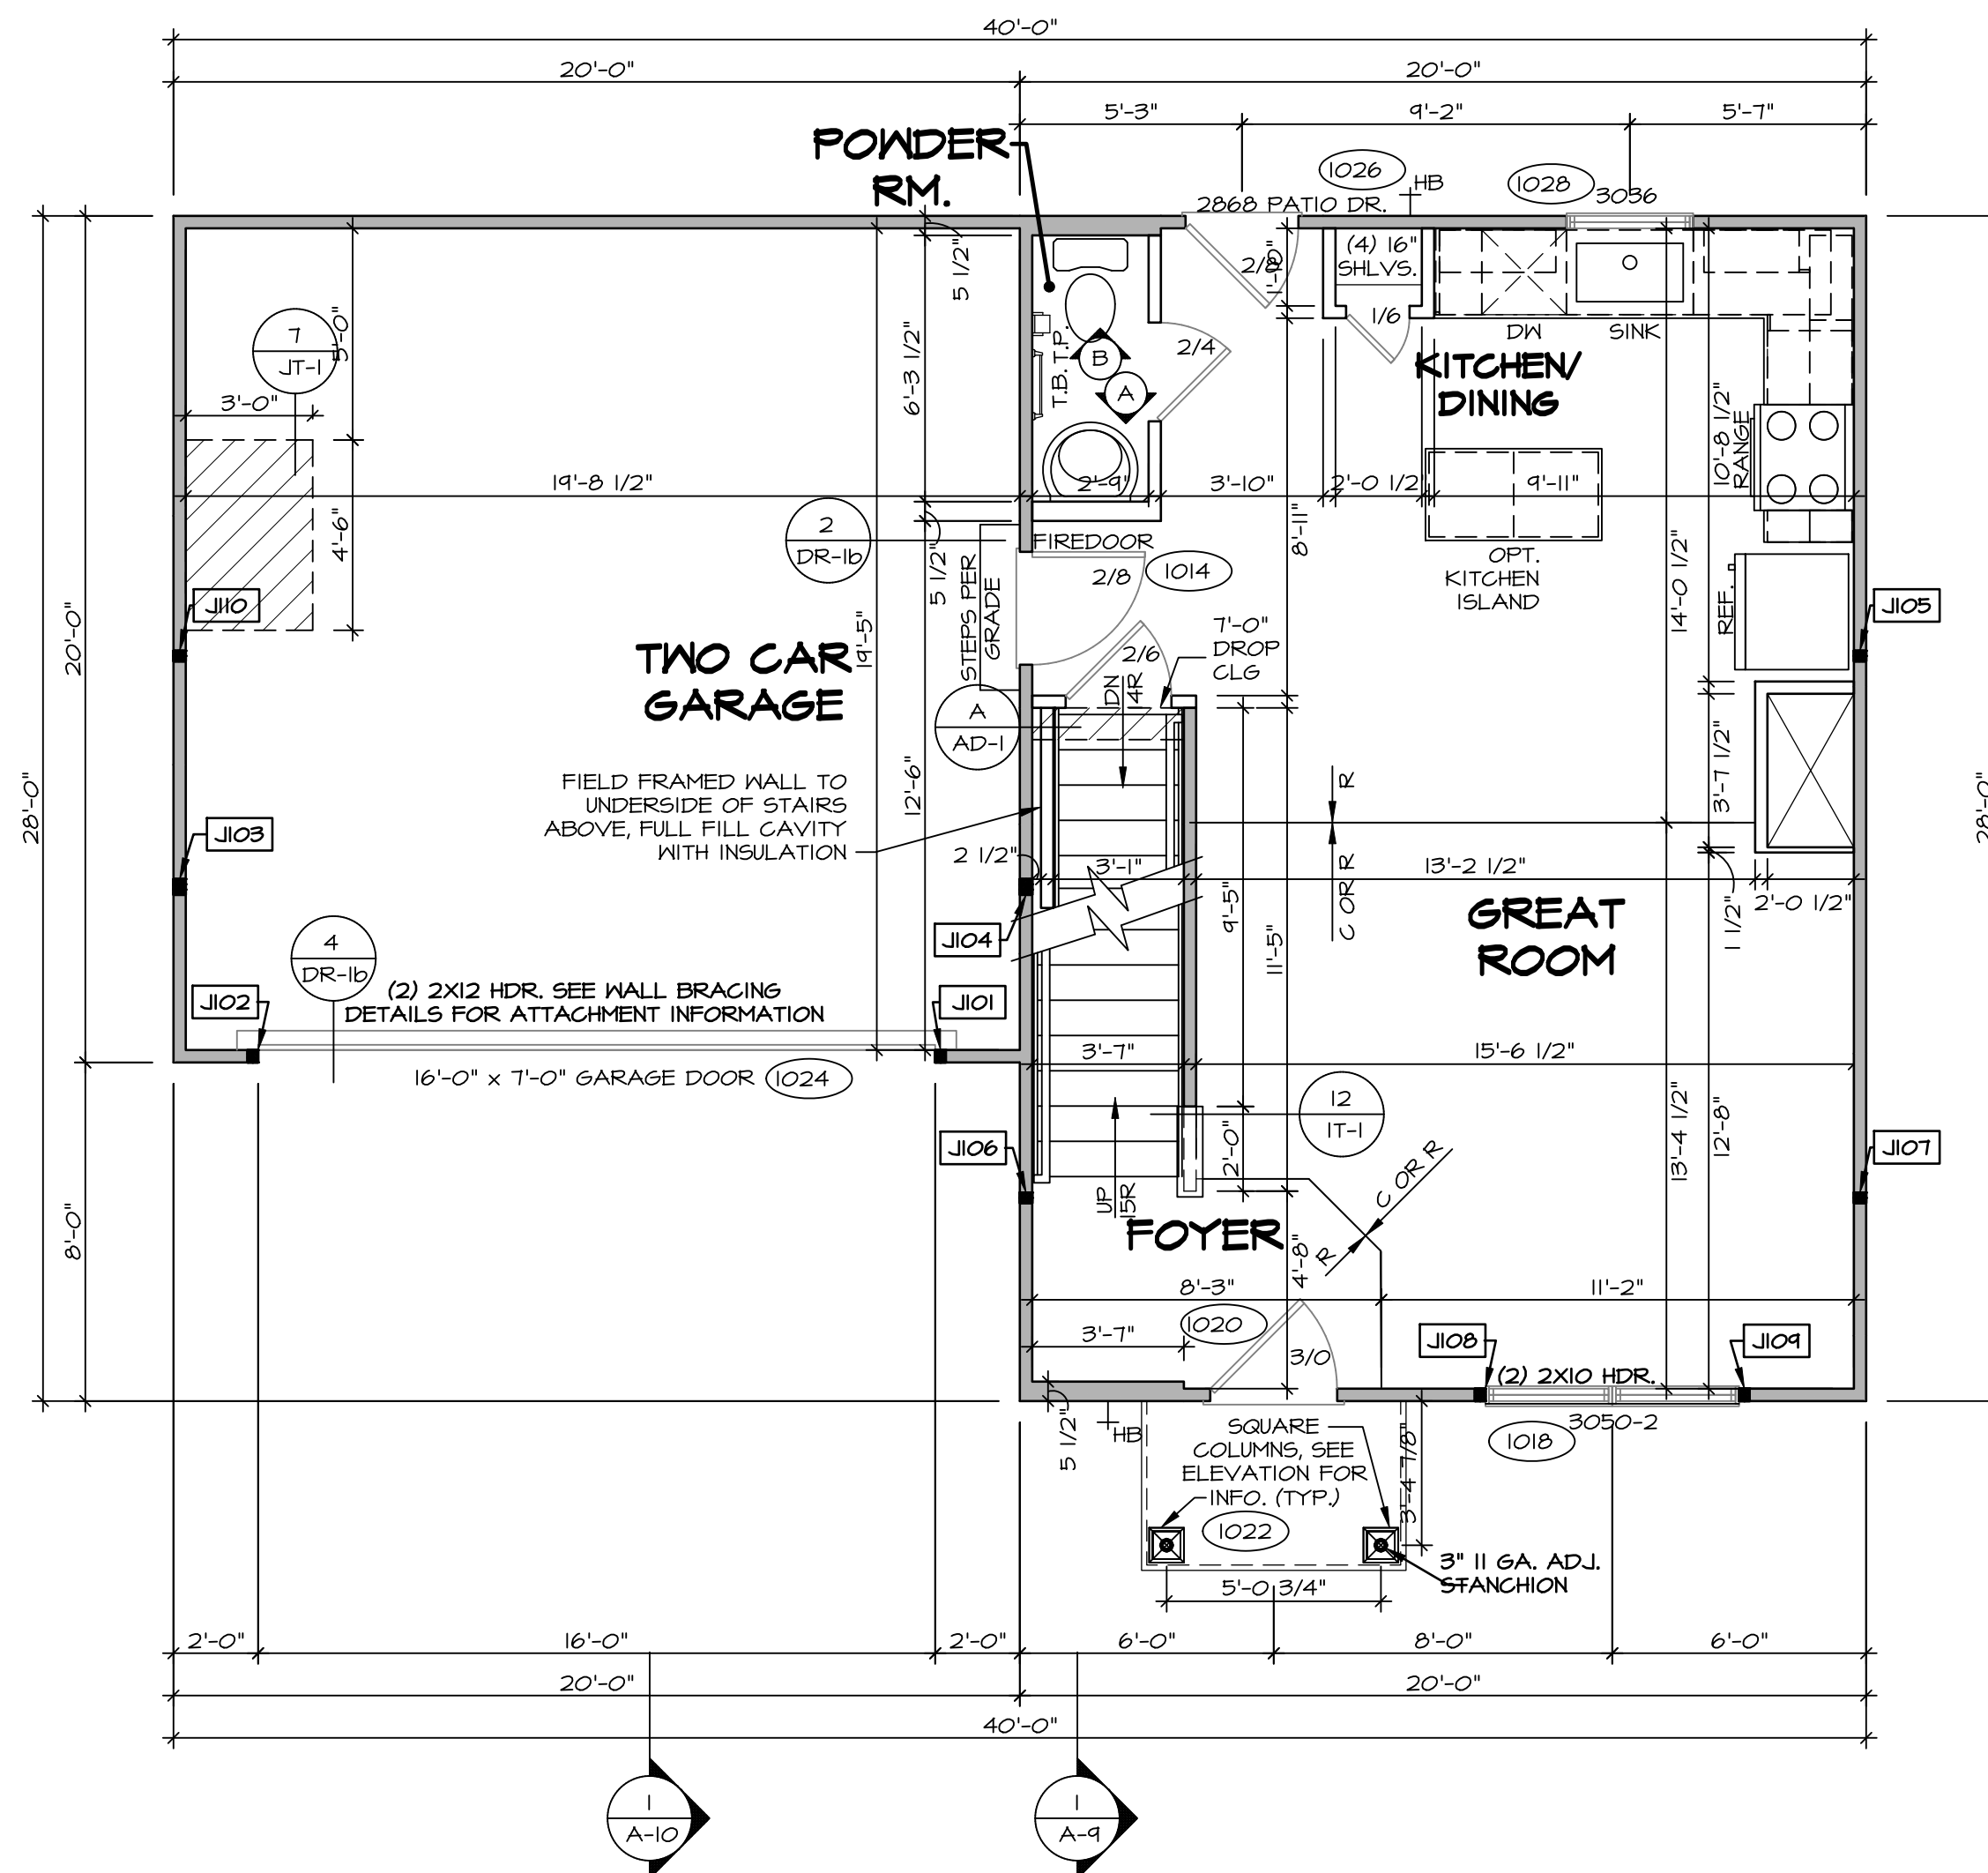 40'-0"
20'-0"
20'-0"
5'-3"
9'-2"
5'-7"
POWDER
RM.
1026
HB
1028
3036
2868 PATIO DR.
5 1/2"
2/8
1'-8"
(4) 16"
SHLVS.
1/6
DW
SINK
7
JT-1
5'-0"
3'-0"
6'-3 1/2"
T.B. T.P.
B
A
2/4
KITCHEN/
DINING
10'-8 1/2"
RANGE
19'-8 1/2"
2'-9"
3'-10"
2'-0 1/2"
9'-11"
4'-6"
2
DR-1b
5 1/2"
FIREDOOR
2/8
1014
8'-11"
OPT.
KITCHEN
ISLAND
14'-0 1/2"
REF.
J110
J105
STEPS PER
GRADE
20'-0"
28'-0"
28'-0"
TWO CAR
GARAGE
19'-5"
2/6
7'-0"
DROP
CLG
DN
14R
A
AD-1
FIELD FRAMED WALL TO
UNDERSIDE OF STAIRS
ABOVE, FULL FILL CAVITY
WITH INSULATION
12'-6"
R
C OR R
3'-7 1/2"
J103
2 1/2"
3'-1"
13'-2 1/2"
2'-0 1/2"
1 1/2"
9'-5"
11'-5"
GREAT
ROOM
J104
4
DR-1b
J102
(2) 2X12 HDR. SEE WALL BRACING
DETAILS FOR ATTACHMENT INFORMATION
J101
3'-7"
15'-6 1/2"
16'-0" x 7'-0" GARAGE DOOR
1024
12
IT-1
13'-4 1/2"
12'-8"
J106
2'-0"
C OR R
R
J107
UP
15R
FOYER
8'-0"
4'-8"
8'-3"
11'-2"
1020
3'-7"
3/0
J108
J109
(2) 2X10 HDR.
3050-2
1018
5 1/2"
HB
SQUARE
COLUMNS, SEE
ELEVATION FOR
INFO. (TYP.)
3'-4 7/8"
1022
3" 11 GA. ADJ.
STANCHION
5'-0 3/4"
2'-0"
16'-0"
2'-0"
6'-0"
8'-0"
6'-0"
20'-0"
20'-0"
40'-0"
1
A-10
1
A-9